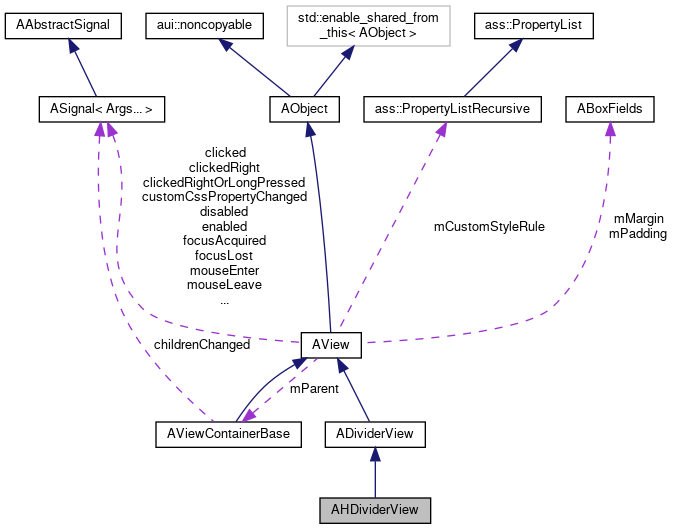 AAbstractSignal
aui::noncopyable
std::enable_shared_from
_this< AObject >
ass::PropertyList
ASignal< Args... >
AObject
ass::PropertyListRecursive
ABoxFields
clicked
clickedRight
clickedRightOrLongPressed
customCssPropertyChanged
disabled
enabled
focusAcquired
focusLost
mouseEnter
mouseLeave
...
mCustomStyleRule
mMargin
mPadding
childrenChanged
AView
mParent
AViewContainerBase
ADividerView
AHDividerView